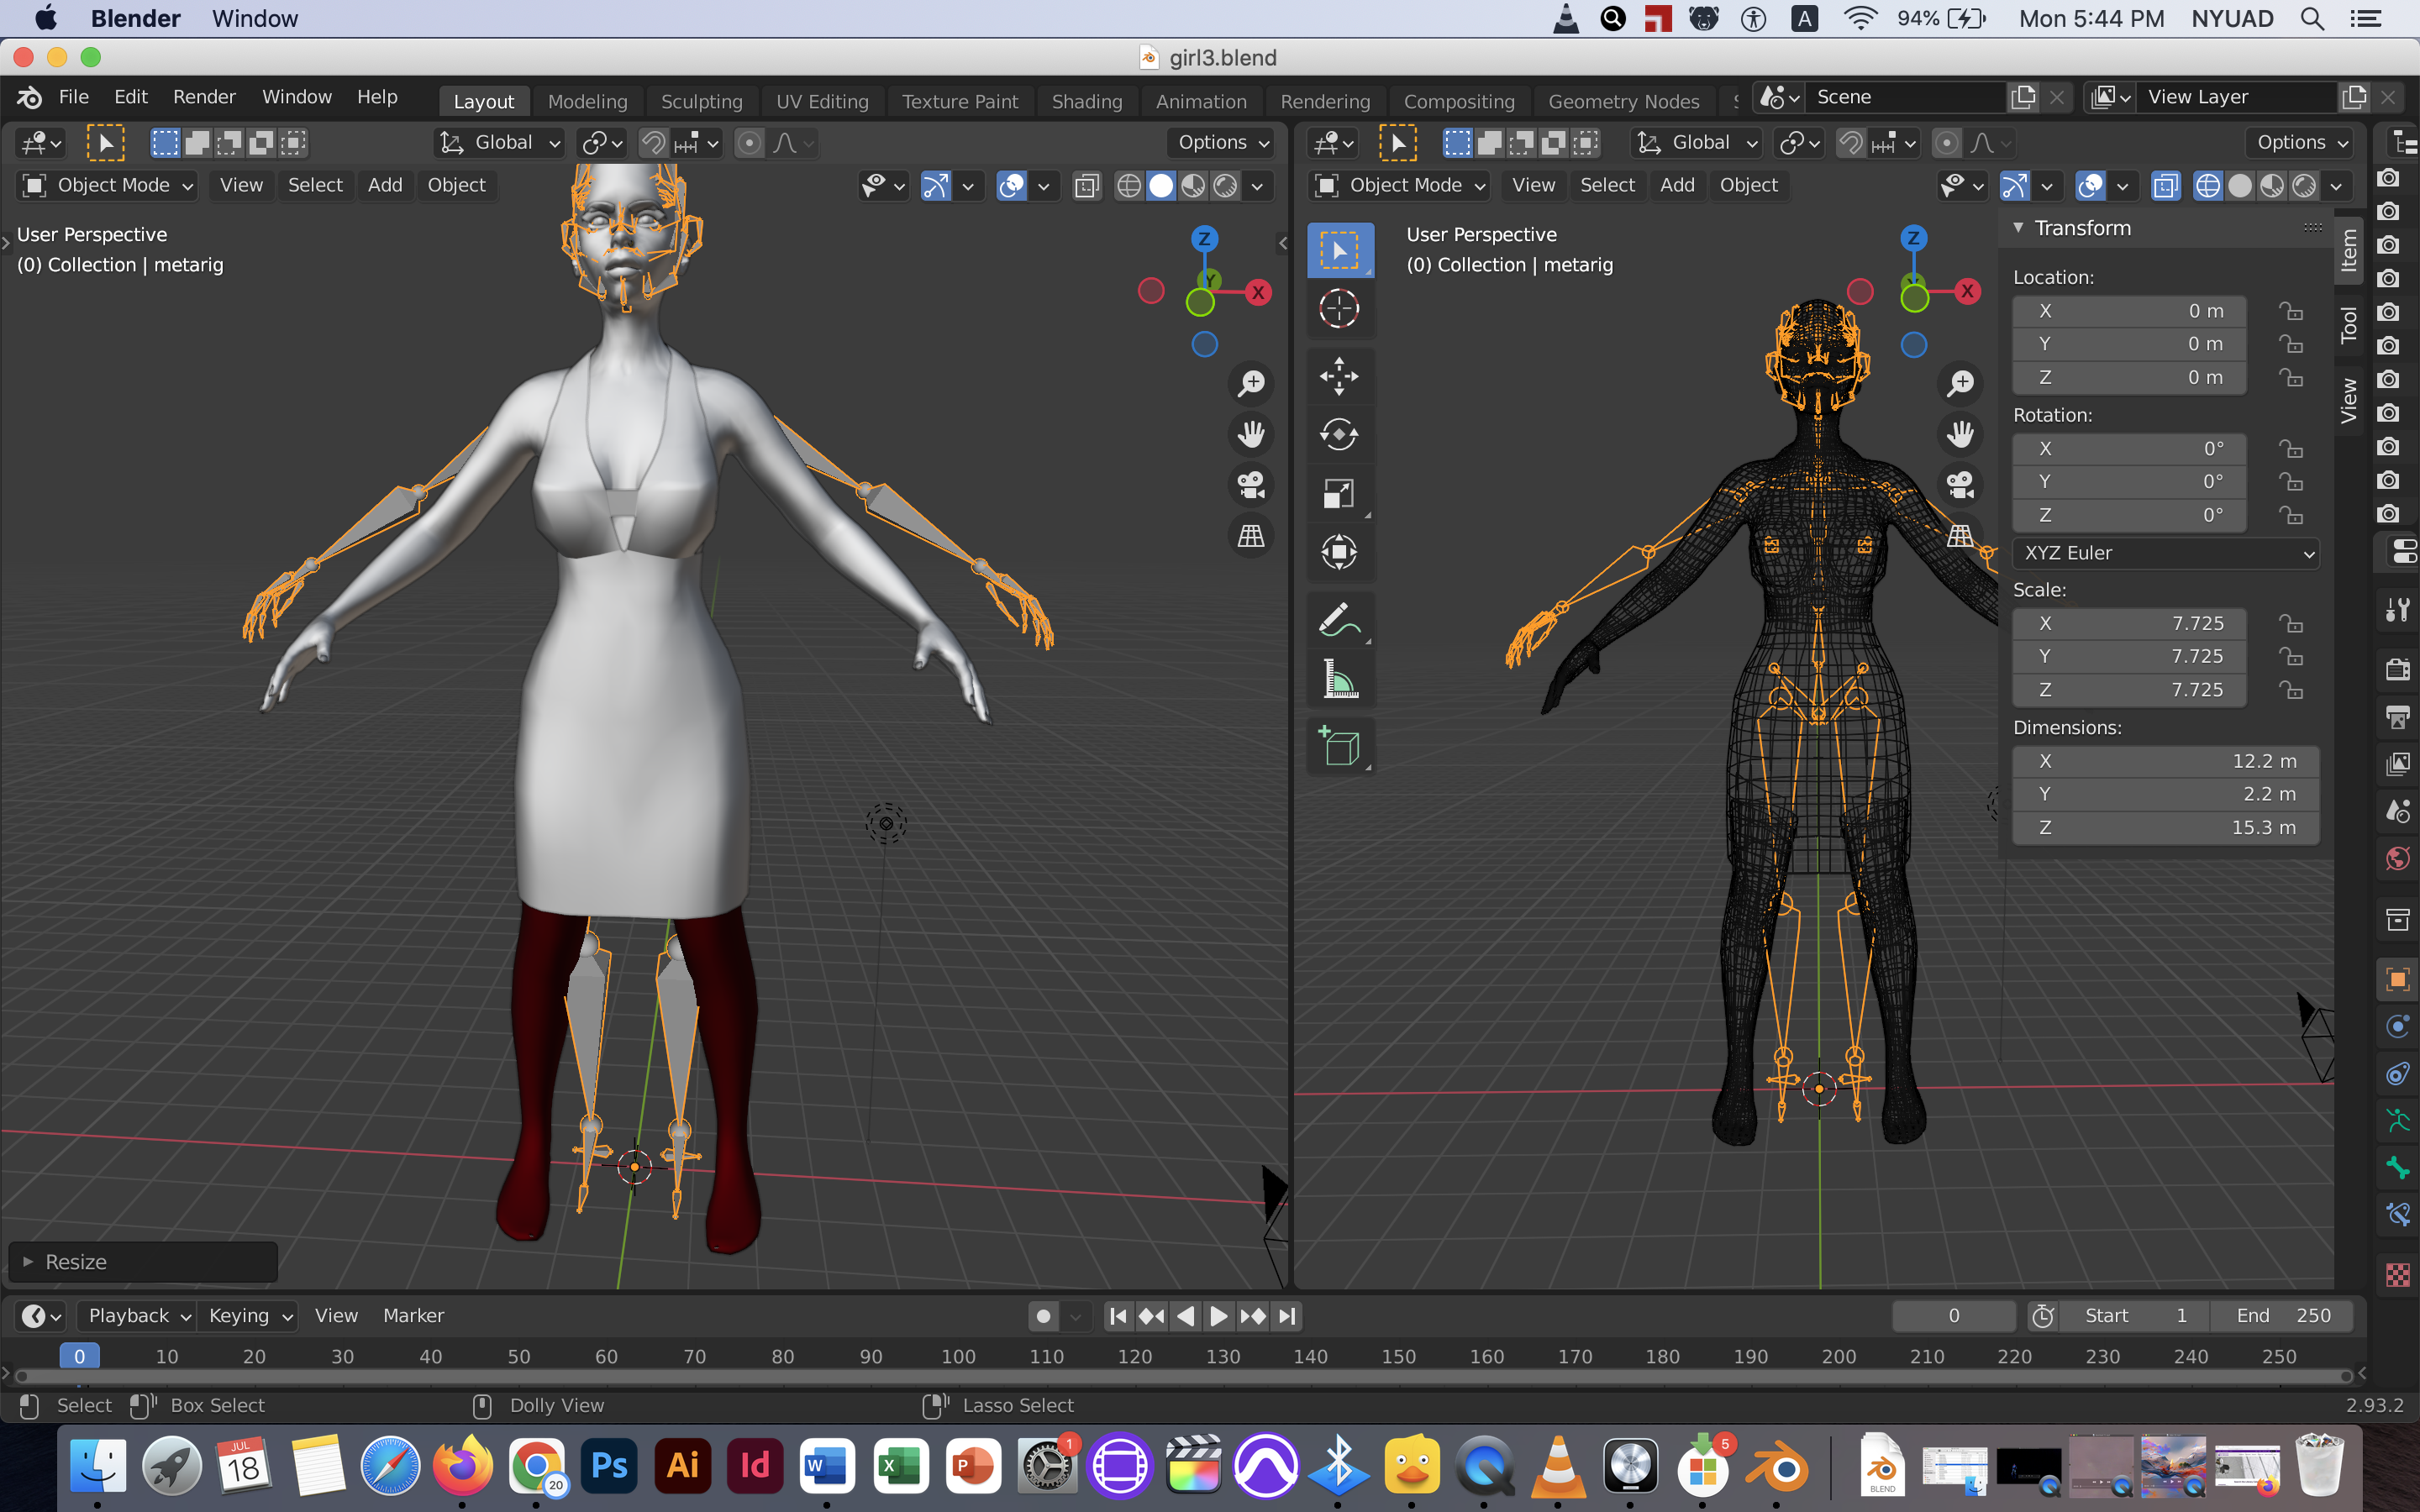 Blender Window A 94% Mon 5:44 PM NYUAD
girl3.blend
File Edit Render Window Help Layout Modeling Sculpting UV Editing Texture Paint Shading Animation Rendering Compositing Geometry Nodes Scene View Layer
Global Options
Object Mode View Select Add Object
User Perspective
(0) Collection | metarig
Z
Y
X
Resize
Global Options
Object Mode View Select Add Object
User Perspective
(0) Collection | metarig
Z
X
Transform
Location:
X 0 m
Y 0 m
Z 0 m
Rotation:
X 0°
Y 0°
Z 0°
XYZ Euler
Scale:
X 7.725
Y 7.725
Z 7.725
Dimensions:
X 12.2 m
Y 2.2 m
Z 15.3 m
Item
Tool
View
Playback Keying View Marker 0 Start 1 End 250
0 10 20 30 40 50 60 70 80 90 100 110 120 130 140 150 160 170 180 190 200 210 220 230 240 250
Select Box Select Dolly View Lasso Select 2.93.2
JUL
18
20
Ps
Ai
Id
W
X
P
1
5
BLEND